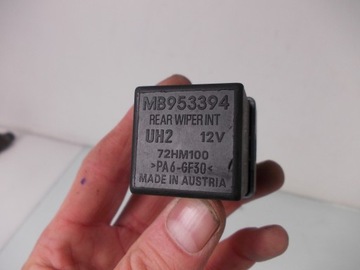 MB953394
REAR WIPER INT
UH2 12V
72HM100
>PA6-GF30<
MADE IN AUSTRIA